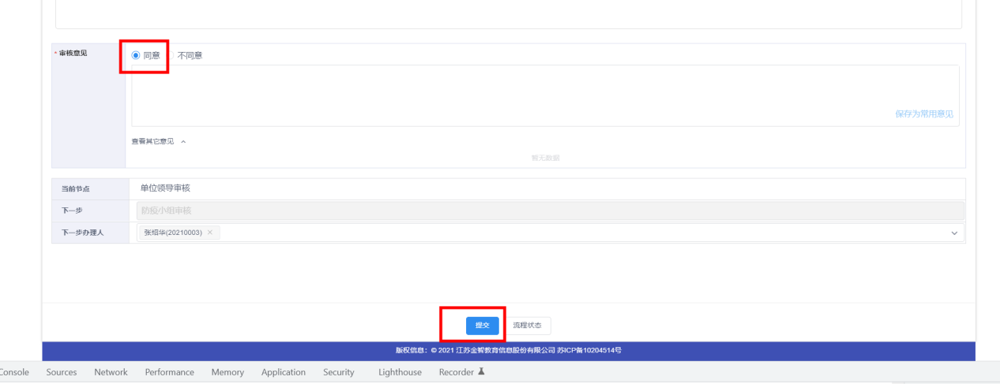 * 审核意见
同意 不同意
保存为常用意见
查看其它意见
暂无数据
当前节点 单位领导审核
下一步 防疫小组审核
下一步办理人 张绍华(20210003) ×
提交 流程状态
版权信息：© 2021 江苏金智教育信息股份有限公司 苏ICP备10204514号
Console Sources Network Performance Memory Application Security Lighthouse Recorder